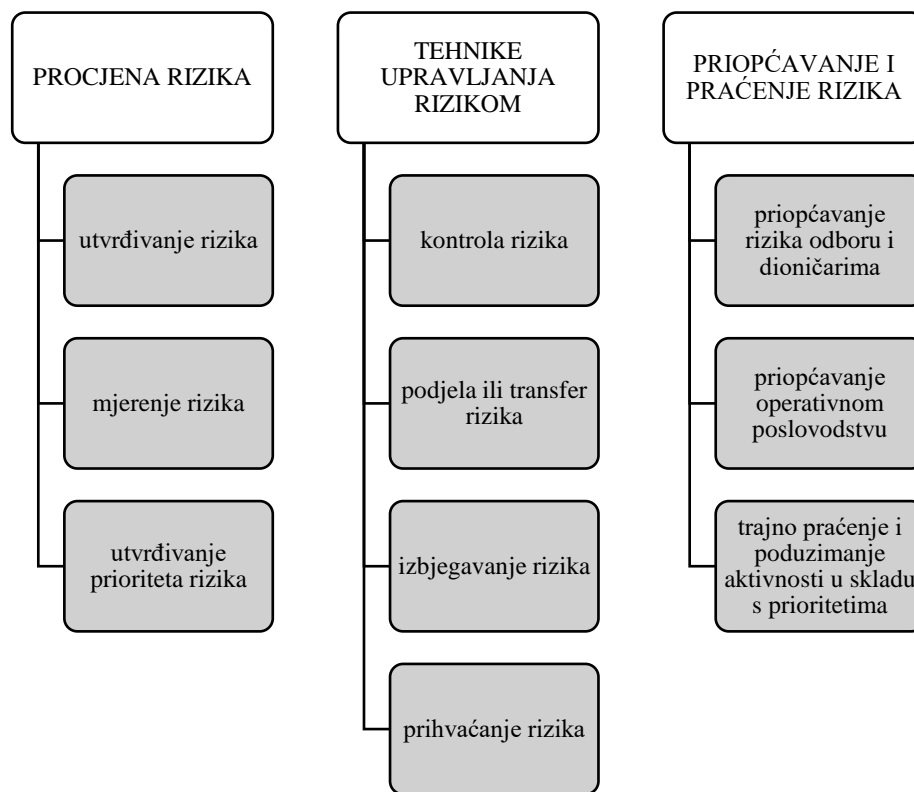 PROCJENA RIZIKA
utvrđivanje rizika
mjerenje rizika
utvrđivanje
prioriteta rizika
TEHNIKE
UPRAVLJANJA
RIZIKOM
kontrola rizika
podjela ili transfer
rizika
izbjegavanje rizika
prihvaćanje rizika
PRIOPĆAVANJE I
PRAĆENJE RIZIKA
priopćavanje
rizika odboru i
dioničarima
priopćavanje
operativnom
poslovodstvu
trajno praćenje i
poduzimanje
aktivnosti u skladu
s prioritetima